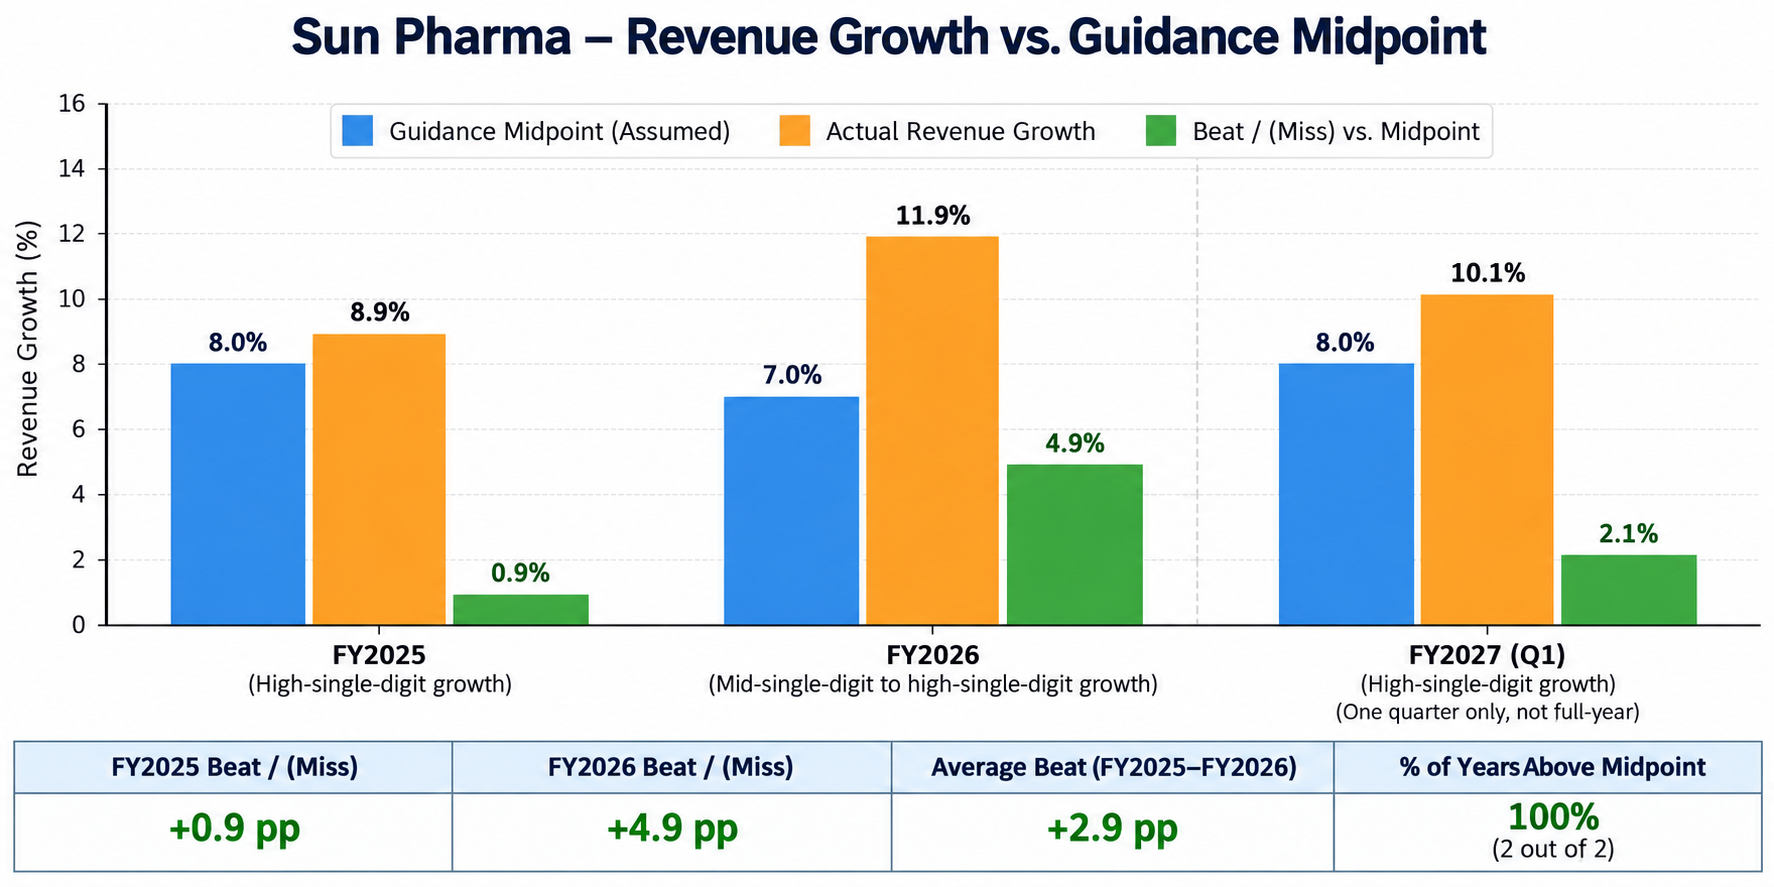 Sun Pharma – Revenue Growth vs. Guidance Midpoint
Guidance Midpoint (Assumed) Actual Revenue Growth Beat / (Miss) vs. Midpoint
Revenue Growth (%)
16
14
12
10
8
6
4
2
0
8.0% 8.9% 0.9%
7.0% 11.9% 4.9%
8.0% 10.1% 2.1%
FY2025
(High-single-digit growth)
FY2026
(Mid-single-digit to high-single-digit growth)
FY2027 (Q1)
(High-single-digit growth)
(One quarter only, not full-year)
FY2025 Beat / (Miss) FY2026 Beat / (Miss) Average Beat (FY2025–FY2026) % of Years Above Midpoint
+0.9 pp +4.9 pp +2.9 pp 100%
(2 out of 2)